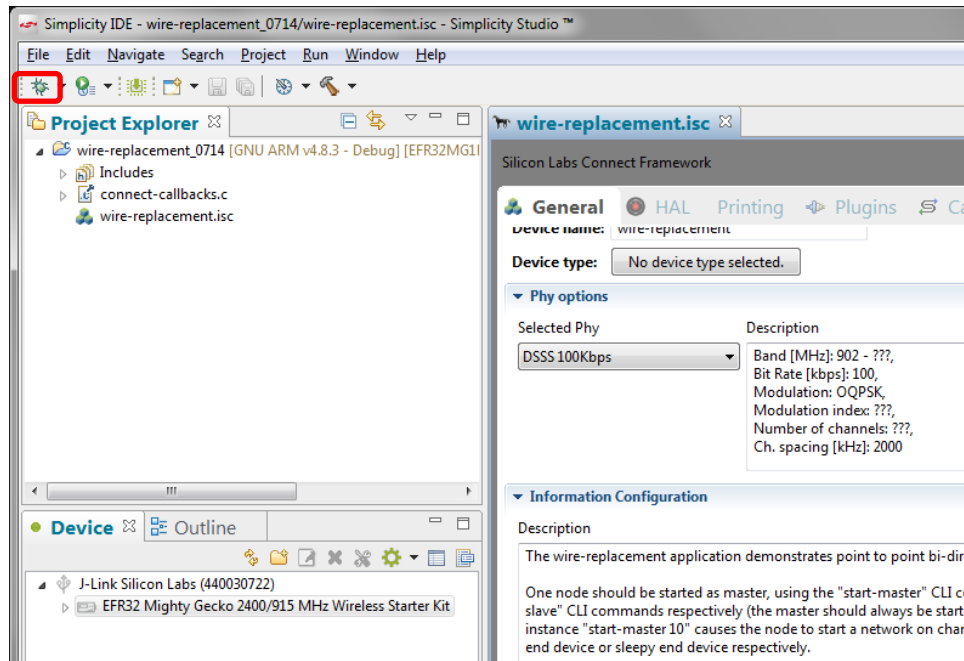 Simplicity IDE - wire-replacement_0714/wire-replacement.isc - Simplicity Studio ™
File Edit Navigate Search Project Run Window Help
Project Explorer
wire-replacement_0714 [GNU ARM v4.8.3 - Debug] [EFR32MG1
Includes
connect-callbacks.c
wire-replacement.isc
Device Outline
J-Link Silicon Labs (440030722)
EFR32 Mighty Gecko 2400/915 MHz Wireless Starter Kit
wire-replacement.isc
Silicon Labs Connect Framework
General HAL Printing Plugins Ca
Device name: wire-replacement
Device type: No device type selected.
Phy options
Selected Phy Description
DSSS 100Kbps
Band [MHz]: 902 - ???,
Bit Rate [kbps]: 100,
Modulation: OQPSK,
Modulation index: ???,
Number of channels: ???,
Ch. spacing [kHz]: 2000
Information Configuration
Description
The wire-replacement application demonstrates point to point bi-dir
One node should be started as master, using the "start-master" CLI c
slave" CLI commands respectively (the master should always be start
instance "start-master 10" causes the node to start a network on chan
end device or sleepy end device respectively.